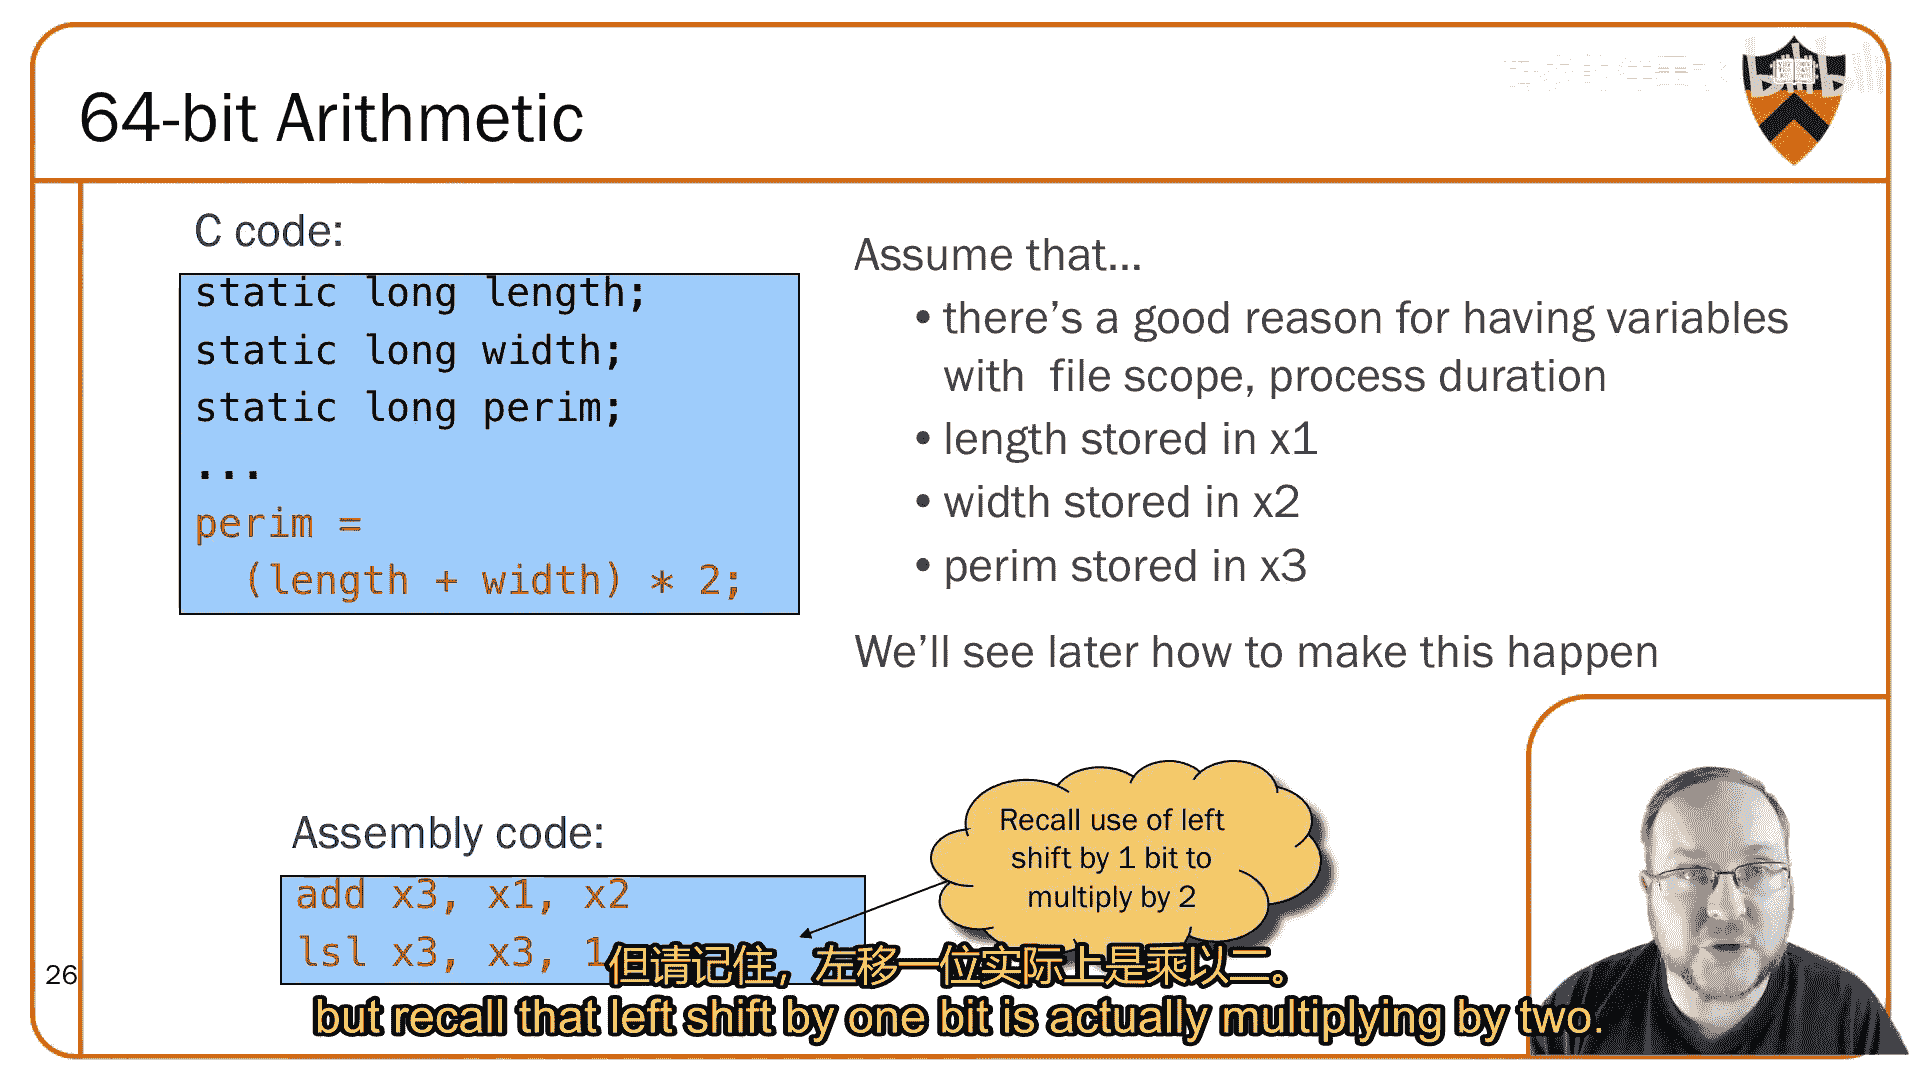 64-bit Arithmetic
C code:
static long length;
static long width;
static long perim;
...
perim =
(length + width) * 2;
Assume that...
• there's a good reason for having variables
with file scope, process duration
• length stored in x1
• width stored in x2
• perim stored in x3
We'll see later how to make this happen
Assembly code:
add x3, x1, x2
lsl x3, x3, 1
Recall use of left
shift by 1 bit to
multiply by 2
26
但请记住，左移一位实际上是乘以二。
but recall that left shift by one bit is actually multiplying by two.
bilibili